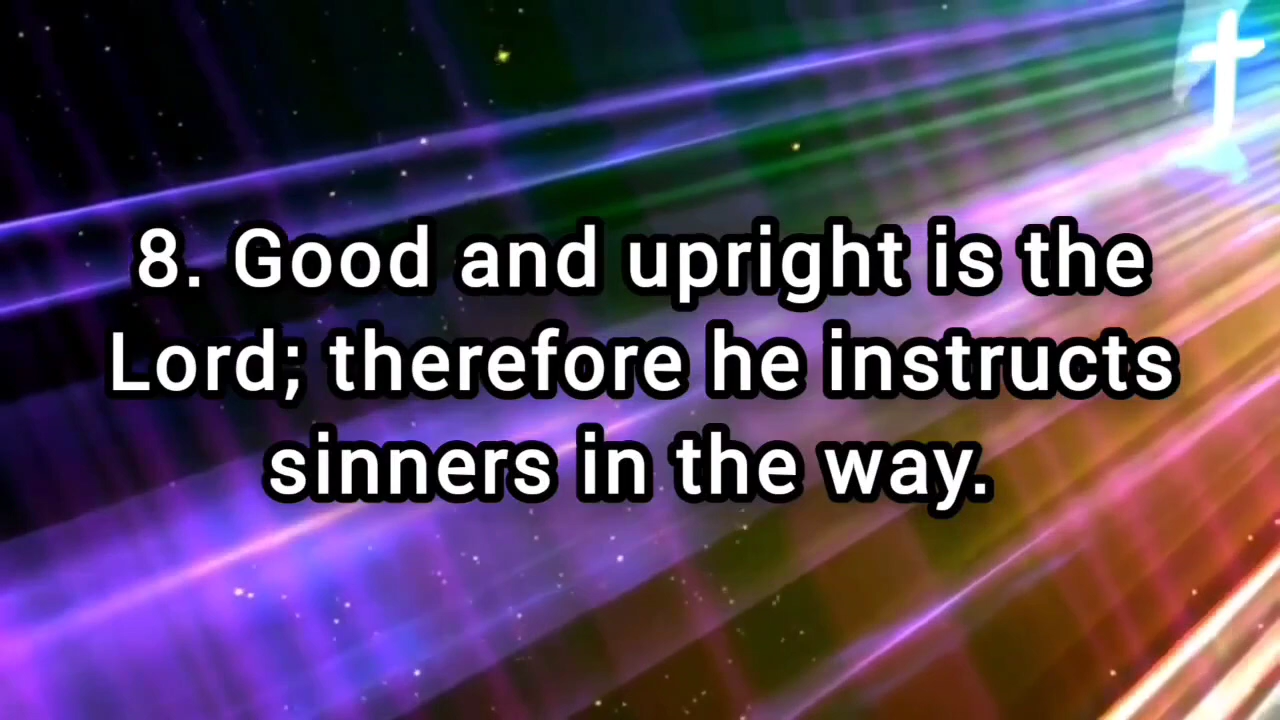 8. Good and upright is the
Lord; therefore he instructs
sinners in the way.